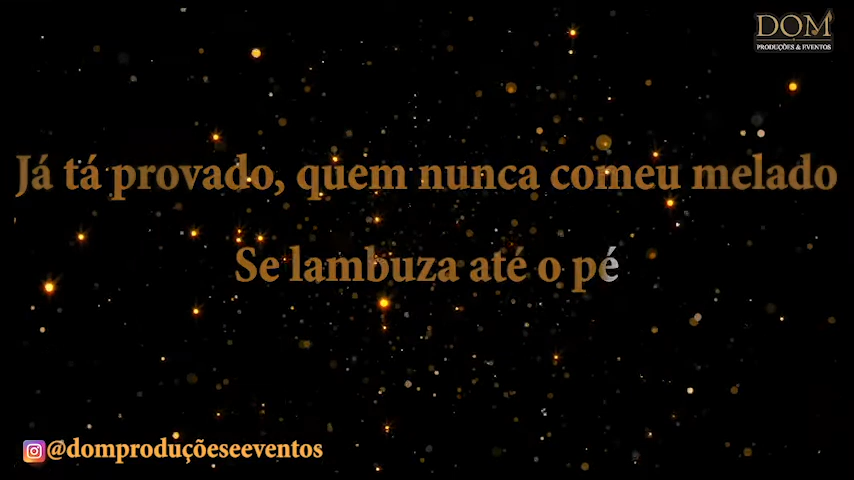 DOM
PRODUÇÕES & EVENTOS
Já tá provado, quem nunca comeu melado
Se lambuza até o pé
@domproduçõeseeventos